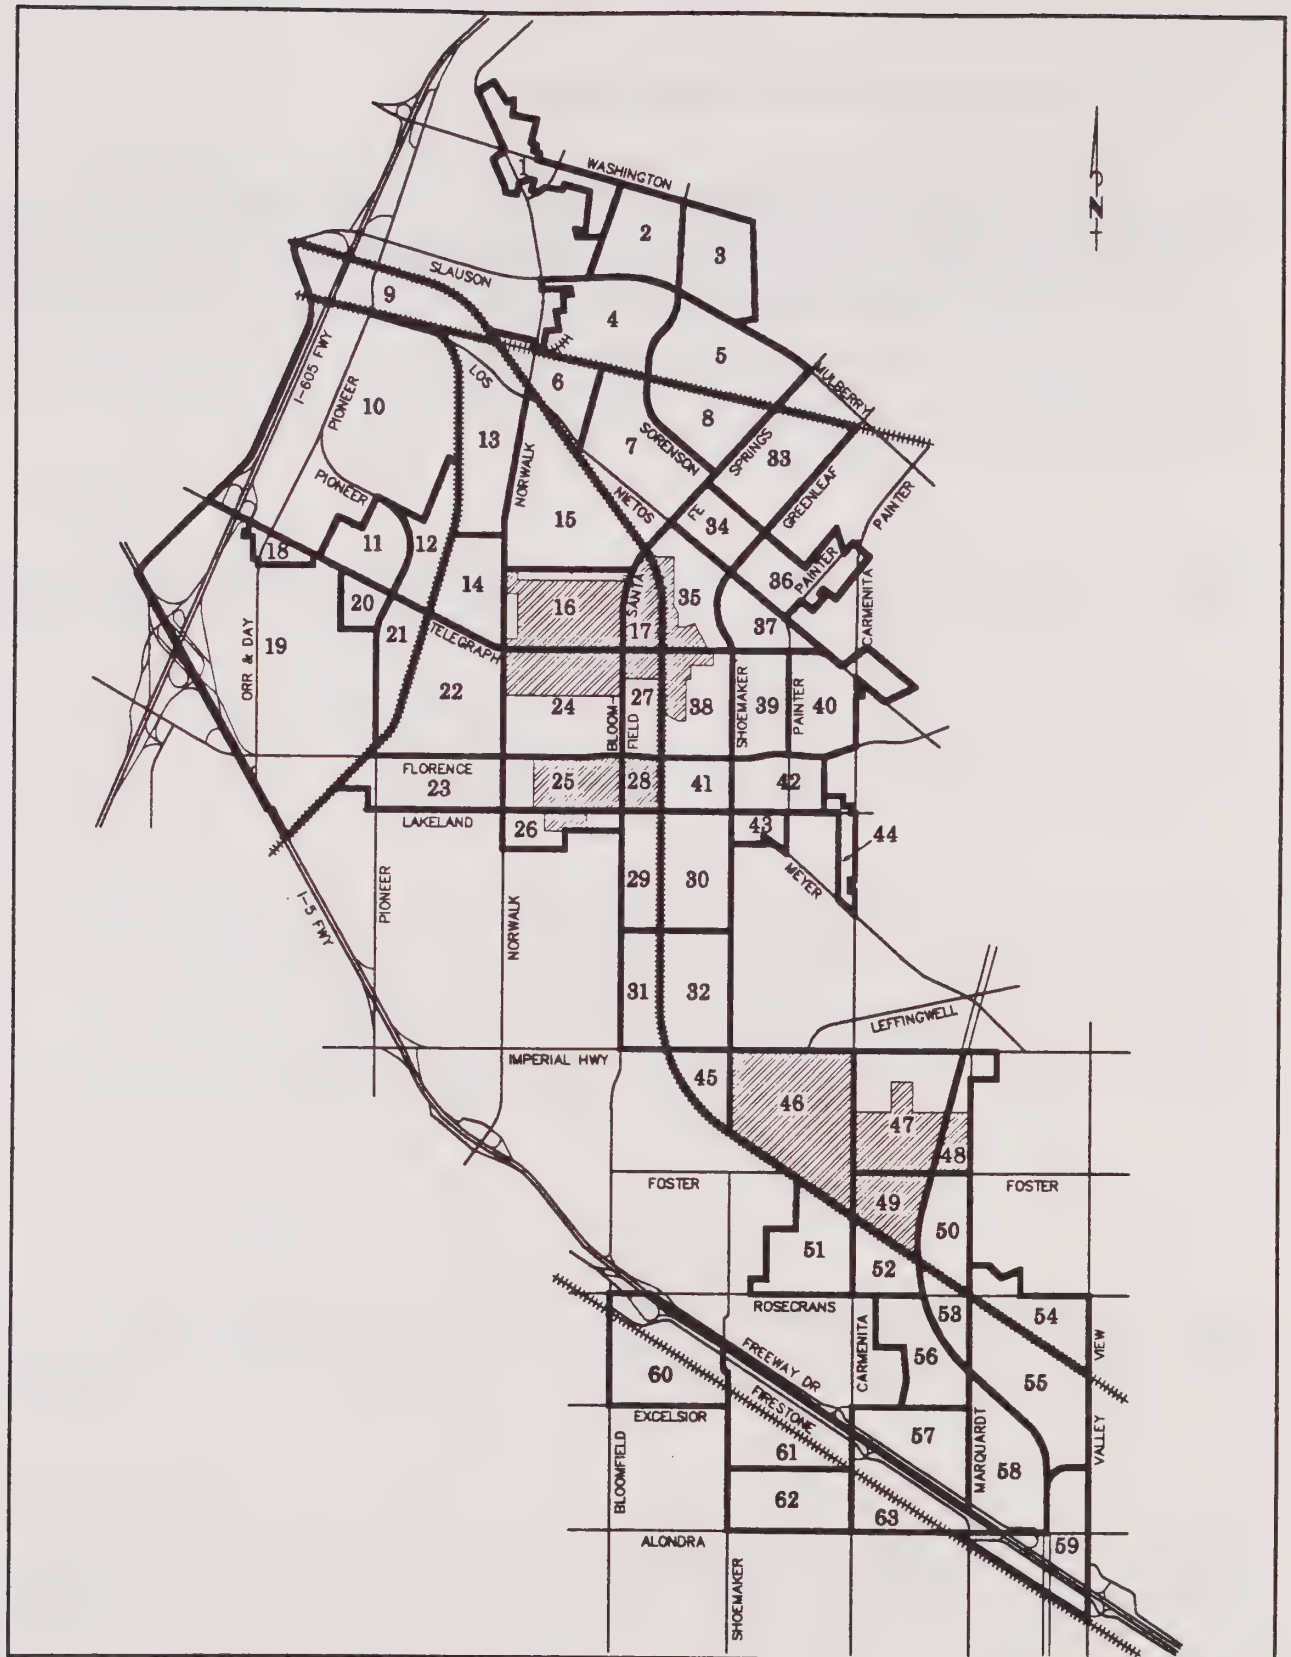 WASHINGTON
1
2
3
N
SLAUSON
9
4
5
I-605 FWY
LOS
6
MULBERRY
PIONEER
10
8
13
7
SORENSON
SPRINGS
33
NORWALK
GREENLEAF
PIONEER
NIETOS
FE
PAINTER
15
34
11
12
18
PAINTER
36
14
SANTA
35
CARMENITA
20
16
17
37
ORR & DAY
19
21
TELEGRAPH
22
24
BLOOM-
FIELD
27
38
SHOEMAKER
39
PAINTER
40
FLORENCE
23
25
28
41
42
LAKELAND
26
43
44
MEYER
PIONEER
29
30
I-5 FWY
NORWALK
31
32
LEFFINGWELL
IMPERIAL HWY
45
46
47
48
FOSTER
FOSTER
49
50
51
52
ROSECRANS
53
54
FREEWAY DR
CARMENITA
56
VIEW
60
FIRESTONE
55
EXCELSIOR
BLOOMFIELD
61
57
MARQUARDT
58
VALLEY
62
63
ALONDRA
59
SHOEMAKER